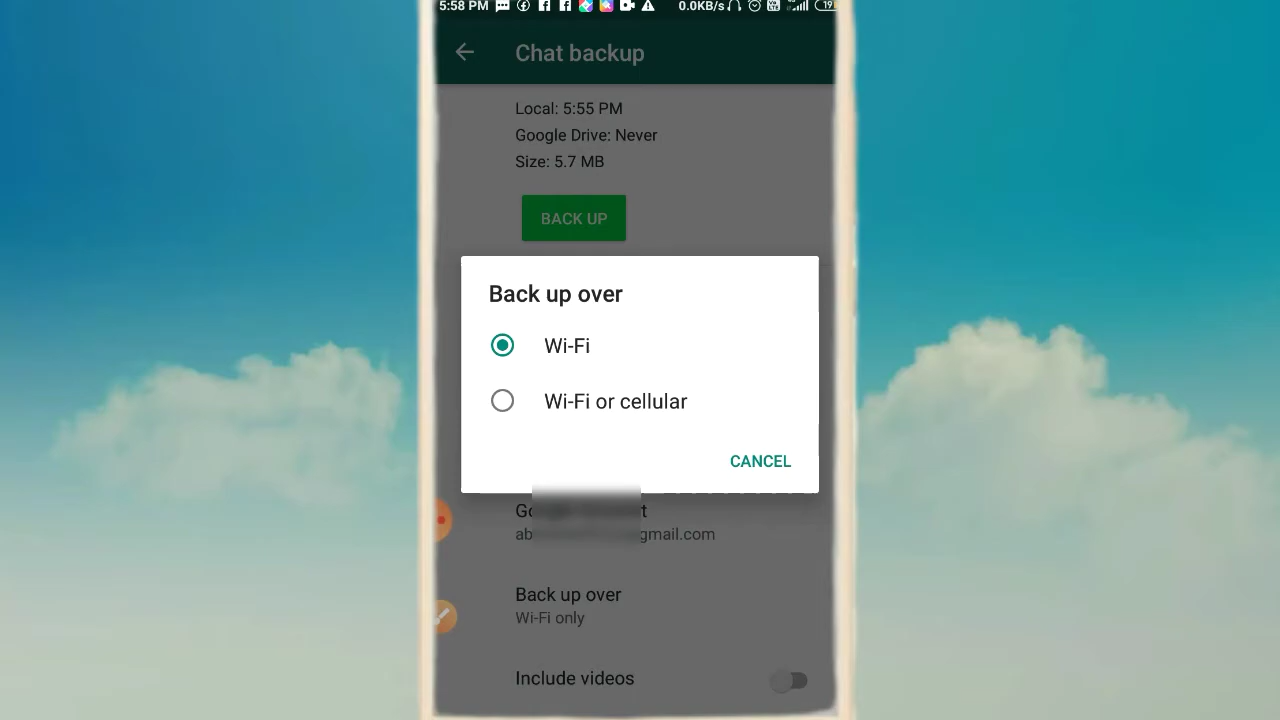 5:58 PM 0.0KB/s 19
Chat backup
Local: 5:55 PM
Google Drive: Never
Size: 5.7 MB
BACK UP
Back up over
Wi-Fi
Wi-Fi or cellular
CANCEL
gmail.com
Back up over
Wi-Fi only
Include videos